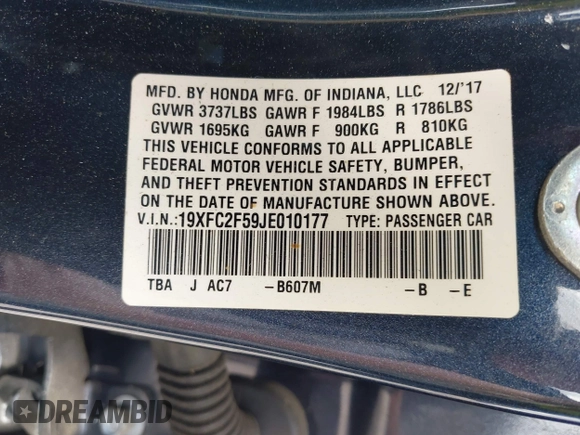 MFD. BY HONDA MFG. OF INDIANA, LLC 12/'17
GVWR 3737LBS GAWR F 1984LBS R 1786LBS
GVWR 1695KG GAWR F 900KG R 810KG
THIS VEHICLE CONFORMS TO ALL APPLICABLE
FEDERAL MOTOR VEHICLE SAFETY, BUMPER,
AND THEFT PREVENTION STANDARDS IN EFFECT
ON THE DATE OF MANUFACTURE SHOWN ABOVE.
V.I.N.:19XFC2F59JE010177 TYPE: PASSENGER CAR
TBA J AC7 -B607M -B -E
DREAMBID